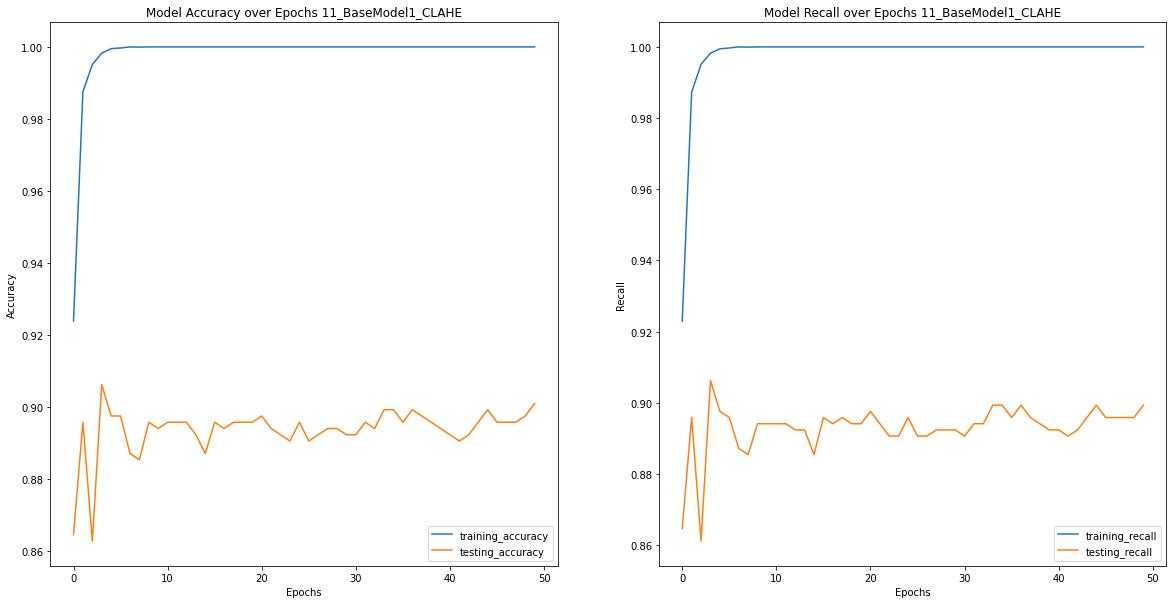 Model Accuracy over Epochs 11_BaseModel1_CLAHE
1.00
0.98
0.96
0.94
0.92
0.90
0.88
0.86
Accuracy
0 10 20 30 40 50
Epochs
training_accuracy
testing_accuracy
Model Recall over Epochs 11_BaseModel1_CLAHE
1.00
0.98
0.96
0.94
0.92
0.90
0.88
0.86
Recall
0 10 20 30 40 50
Epochs
training_recall
testing_recall